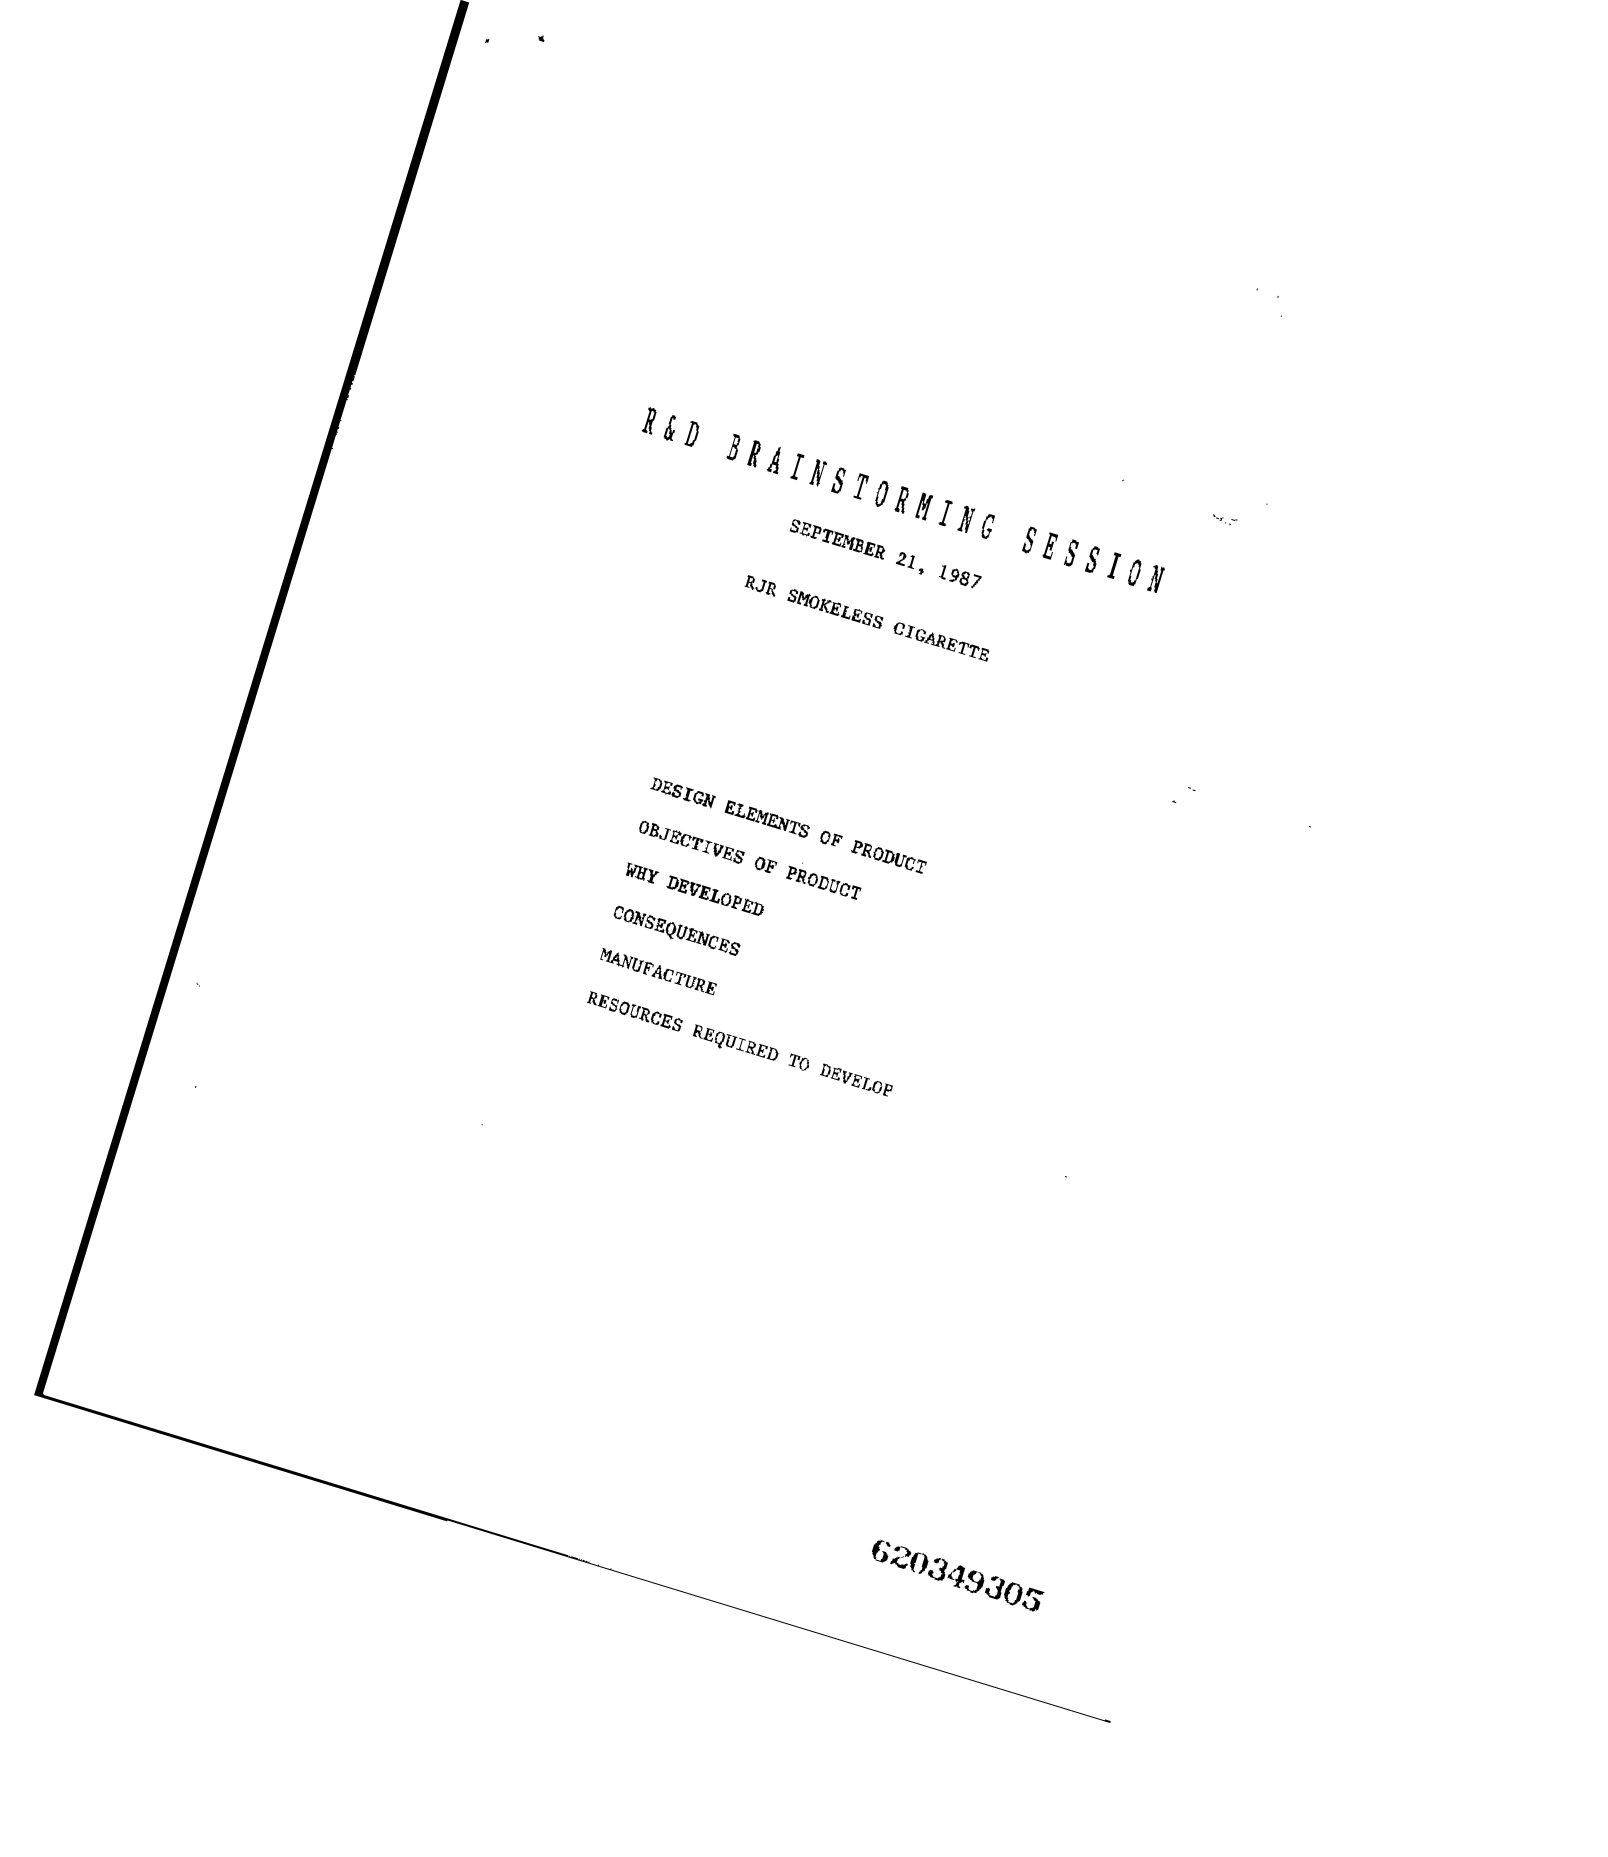 R&D BRAINSTORMING SESSION
SEPTEMBER 21, 1987
RJR SMOKELESS CIGARETTE
DESIGN ELEMENTS OF PRODUCT
OBJECTIVES OF PRODUCT
WHY DEVELOPED
CONSEQUENCES
MANUFACTURE
RESOURCES REQUIRED TO DEVELOP
620349305